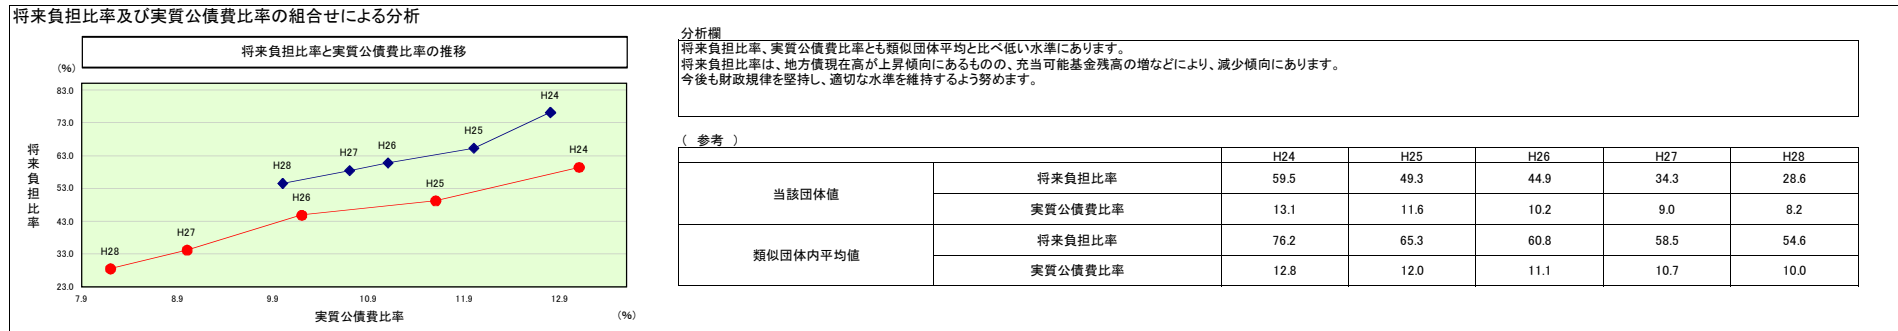 将来負担比率及び実質公債費比率の組合せによる分析
将来負担比率と実質公債費比率の推移
(%)
83.0
73.0
63.0
53.0
43.0
33.0
23.0
将来負担比率
H24
H25
H26
H27
H28
H24
H25
H26
H27
H28
7.9 8.9 9.9 10.9 11.9 12.9
実質公債費比率
(%)
分析欄
将来負担比率、実質公債費比率とも類似団体平均と比べ低い水準にあります。
将来負担比率は、地方債現在高が上昇傾向にあるものの、充当可能基金残高の増などにより、減少傾向にあります。
今後も財政規律を堅持し、適切な水準を維持するよう努めます。
( 参考 )
H24 H25 H26 H27 H28
当該団体値
将来負担比率 59.5 49.3 44.9 34.3 28.6
実質公債費比率 13.1 11.6 10.2 9.0 8.2
類似団体内平均値
将来負担比率 76.2 65.3 60.8 58.5 54.6
実質公債費比率 12.8 12.0 11.1 10.7 10.0